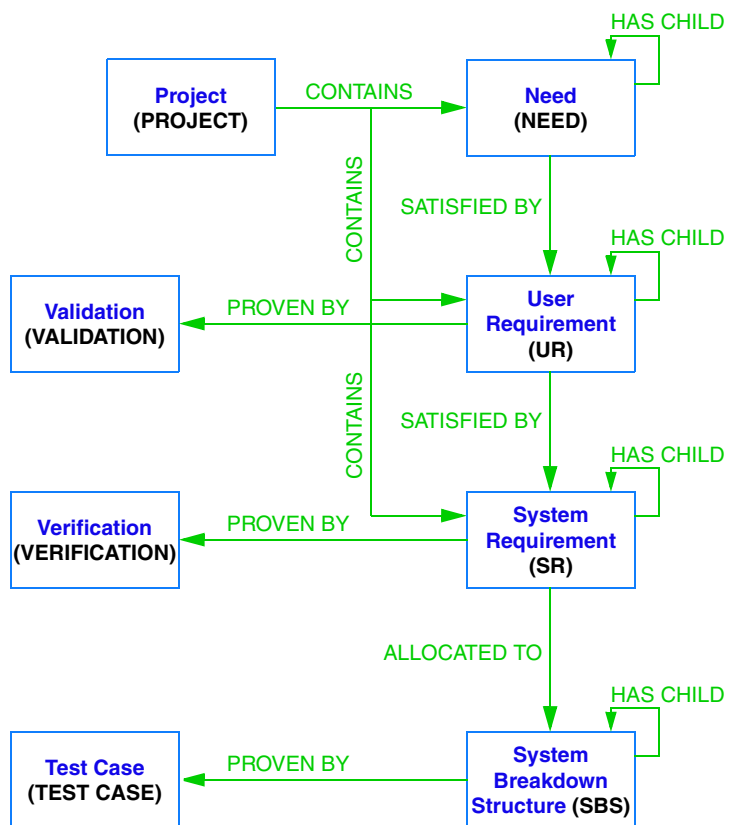 HAS CHILD
Project
(PROJECT)
CONTAINS
Need
(NEED)
CONTAINS
SATISFIED BY
HAS CHILD
Validation
(VALIDATION)
PROVEN BY
User
Requirement
(UR)
CONTAINS
SATISFIED BY
HAS CHILD
Verification
(VERIFICATION)
PROVEN BY
System
Requirement
(SR)
ALLOCATED TO
HAS CHILD
Test Case
(TEST CASE)
PROVEN BY
System
Breakdown
Structure (SBS)